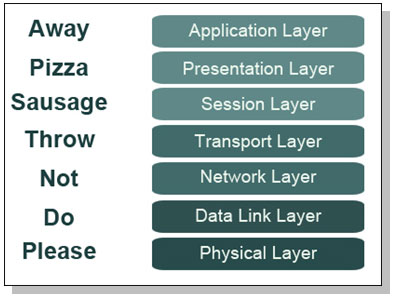 Away Application Layer
Pizza Presentation Layer
Sausage Session Layer
Throw Transport Layer
Not Network Layer
Do Data Link Layer
Please Physical Layer